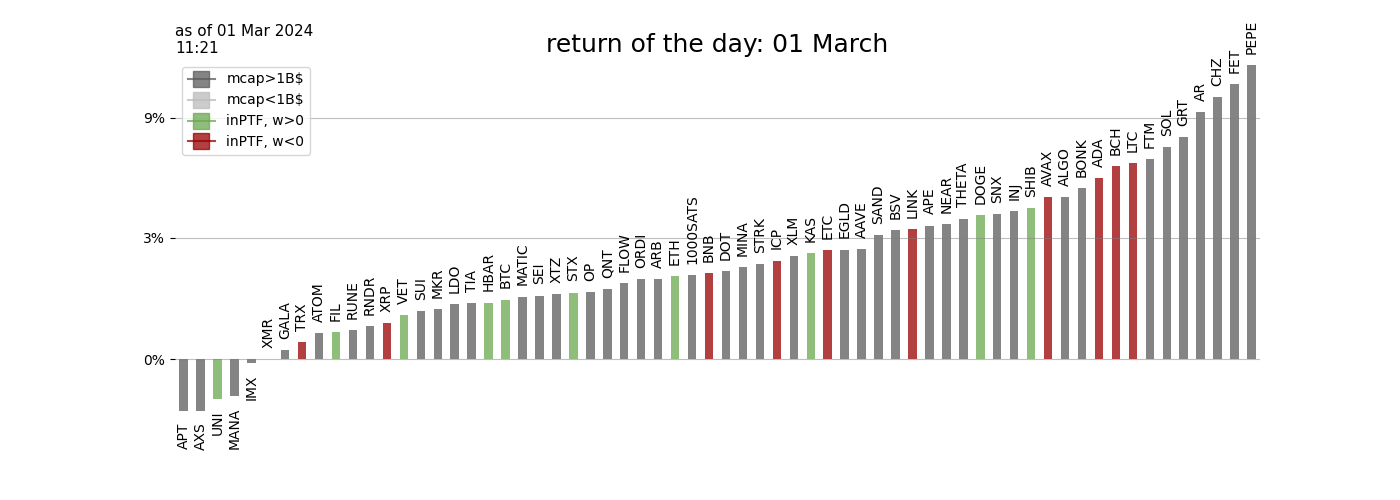 as of 01 Mar 2024
11:21
return of the day: 01 March
mcap>1B$
mcap<1B$
inPTF, w>0
inPTF, w<0
9%
3%
0%
APT
AXS
UNI
MANA
IMX
XMR
GALA
TRX
ATOM
FIL
RUNE
RNDR
XRP
VET
SUI
MKR
LDO
TIA
HBAR
BTC
MATIC
SEI
XTZ
STX
OP
QNT
FLOW
ORDI
ARB
ETH
1000SATS
BNB
DOT
MINA
STRK
ICP
XLM
KAS
ETC
EGLD
AAVE
SAND
BSV
LINK
APE
NEAR
THETA
DOGE
SNX
INJ
SHIB
AVAX
ALGO
BONK
ADA
BCH
LTC
FTM
SOL
GRT
AR
CHZ
FET
PEPE